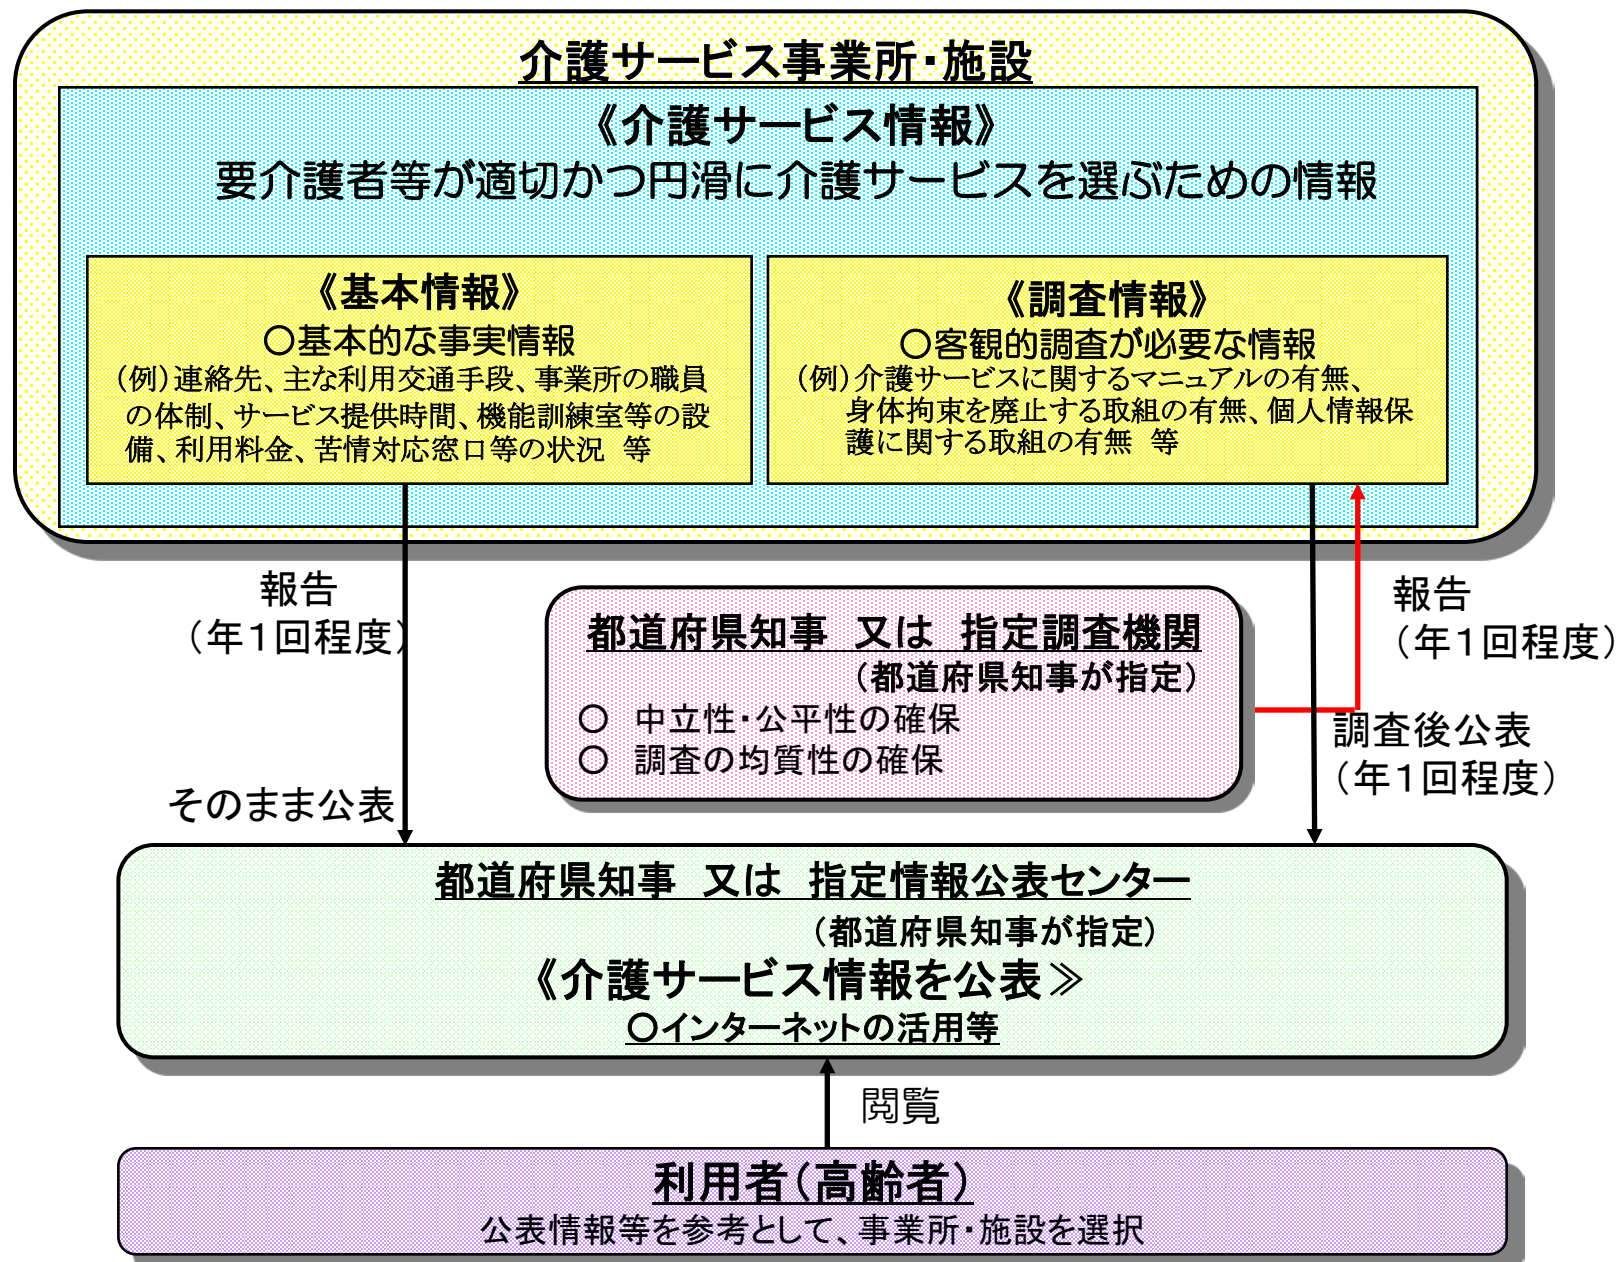 介護サービス事業所・施設
《介護サービス情報》
要介護者等が適切かつ円滑に介護サービスを選ぶための情報
《基本情報》
○基本的な事実情報
（例）連絡先、主な利用交通手段、事業所の職員
の体制、サービス提供時間、機能訓練室等の設
備、利用料金、苦情対応窓口等の状況　等
《調査情報》
○客観的調査が必要な情報
（例）介護サービスに関するマニュアルの有無、
身体拘束を廃止する取組の有無、個人情報保
護に関する取組の有無　等
報告
（年１回程度）
都道府県知事　又は　指定調査機関
（都道府県知事が指定）
○　中立性・公平性の確保
○　調査の均質性の確保
報告
（年１回程度）
調査後公表
（年１回程度）
そのまま公表
都道府県知事　又は　指定情報公表センター
（都道府県知事が指定）
《介護サービス情報を公表≫
○インターネットの活用等
閲覧
利用者（高齢者）
公表情報等を参考として、事業所・施設を選択